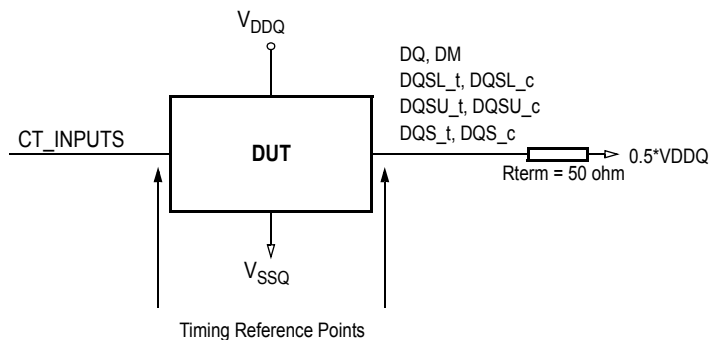 VDDQ
DQ, DM
DQSL_t, DQSL_c
DQSU_t, DQSU_c
DQS_t, DQS_c
CT_INPUTS
DUT
0.5*VDDQ
Rterm = 50 ohm
VSSQ
Timing Reference Points